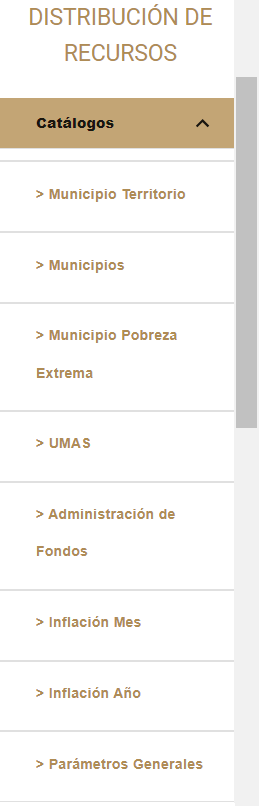 DISTRIBUCIÓN DE
RECURSOS
Catálogos
> Municipio Territorio
> Municipios
> Municipio Pobreza
Extrema
> UMAS
> Administración de
Fondos
> Inflación Mes
> Inflación Año
> Parámetros Generales